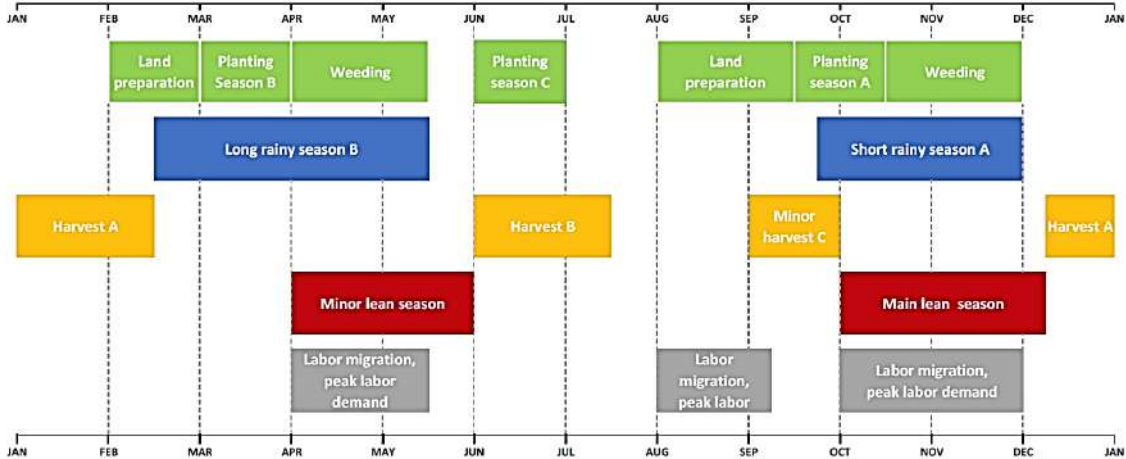 JAN FEB MAR APR MAY JUN JUL AUG SEP OCT NOV DEC JAN
Land
preparation
Planting
Season B
Weeding
Planting
season C
Land
preparation
Planting
season A
Weeding
Long rainy season B
Short rainy season A
Harvest A
Harvest B
Minor
harvest C
Harvest A
Minor lean season
Main lean season
Labor migration,
peak labor
demand
Labor
migration,
peak labor
Labor migration,
peak labor demand
JAN FEB MAR APR MAY JUN JUL AUG SEP OCT NOV DEC JAN